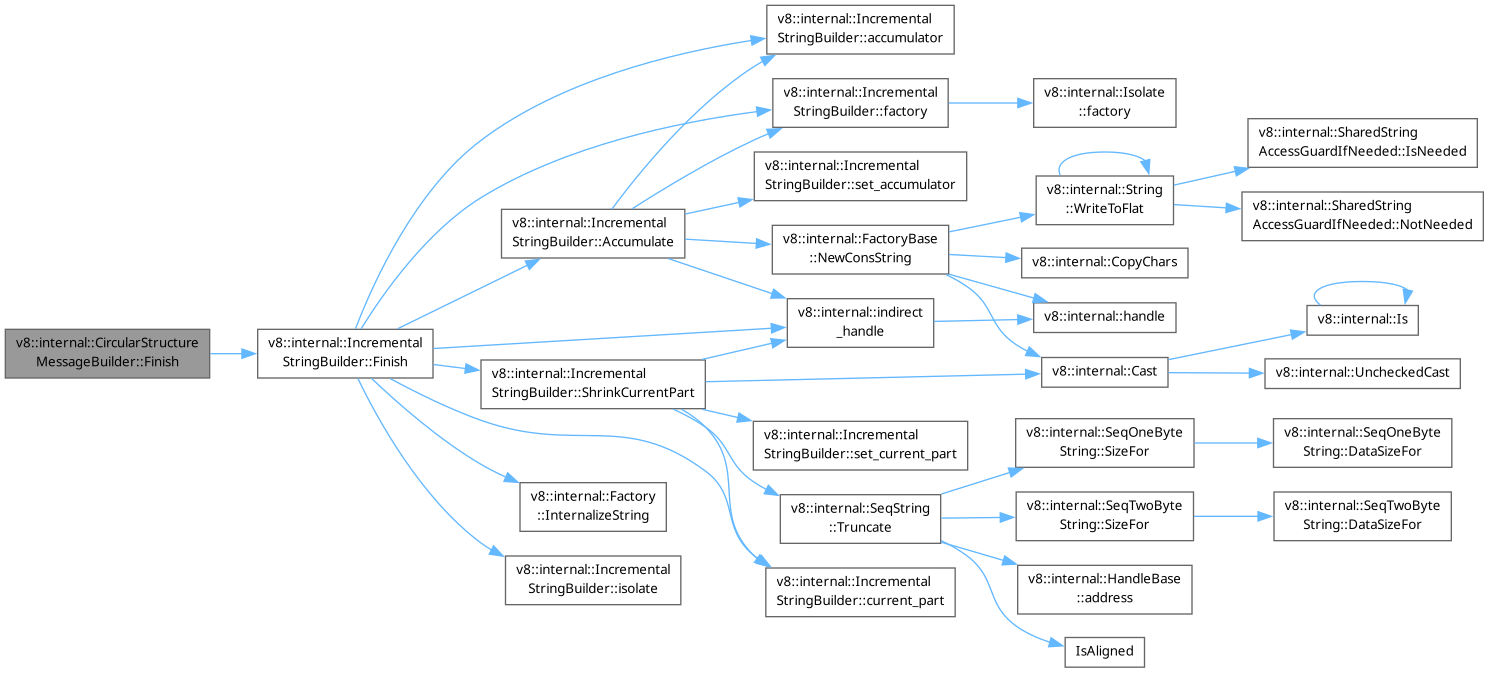 v8::internal::CircularStructure
MessageBuilder::Finish
v8::internal::Incremental
StringBuilder::Finish
v8::internal::Incremental
StringBuilder::Accumulate
v8::internal::Incremental
StringBuilder::ShrinkCurrentPart
v8::internal::Factory
::InternalizeString
v8::internal::Incremental
StringBuilder::isolate
v8::internal::Incremental
StringBuilder::accumulator
v8::internal::Incremental
StringBuilder::factory
v8::internal::Incremental
StringBuilder::set_accumulator
v8::internal::FactoryBase
::NewConsString
v8::internal::indirect
_handle
v8::internal::Incremental
StringBuilder::set_current_part
v8::internal::SeqString
::Truncate
v8::internal::Incremental
StringBuilder::current_part
v8::internal::Isolate
::factory
v8::internal::String
::WriteToFlat
v8::internal::CopyChars
v8::internal::handle
v8::internal::Cast
v8::internal::SeqOneByte
String::SizeFor
v8::internal::SeqTwoByte
String::SizeFor
v8::internal::HandleBase
::address
IsAligned
v8::internal::SharedString
AccessGuardIfNeeded::IsNeeded
v8::internal::SharedString
AccessGuardIfNeeded::NotNeeded
v8::internal::Is
v8::internal::UncheckedCast
v8::internal::SeqOneByte
String::DataSizeFor
v8::internal::SeqTwoByte
String::DataSizeFor